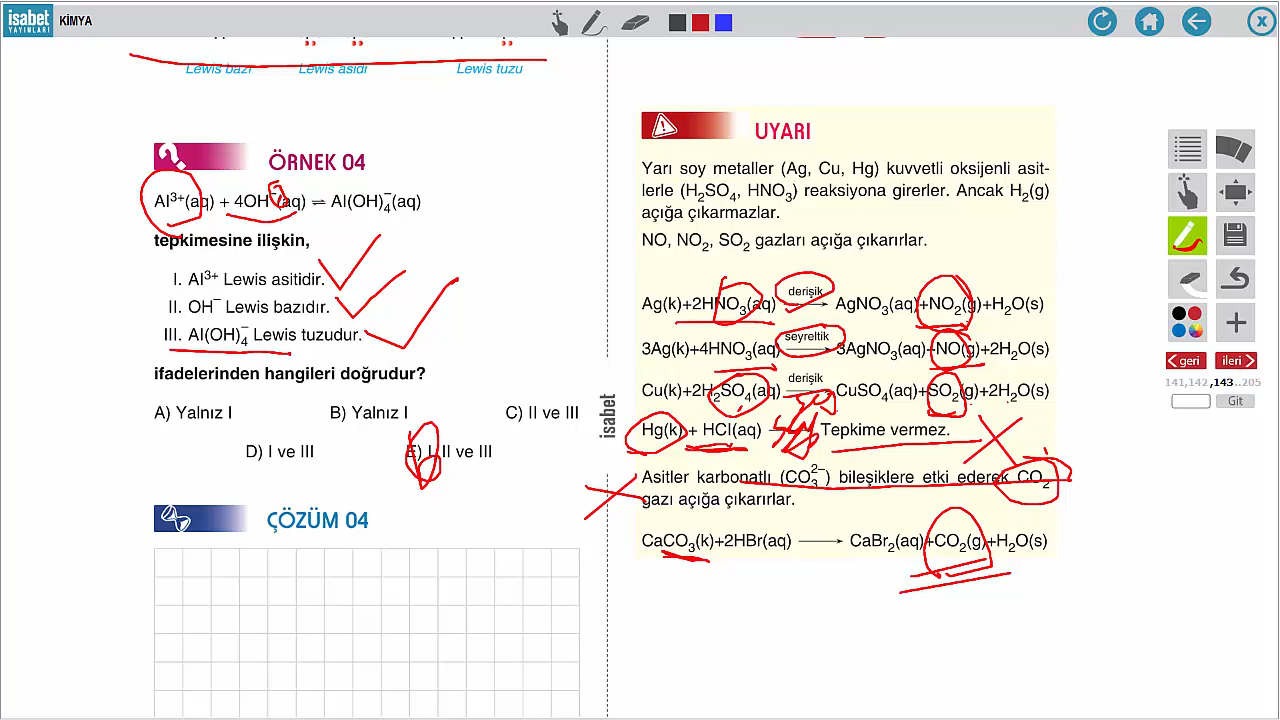 isabet
YAYINLARI
KİMYA
Lewis bazı Lewis asidi Lewis tuzu
ÖRNEK 04
Al³⁺(aq) + 4OH⁻(aq) ⇌ Al(OH)₄⁻(aq)
tepkimesine ilişkin,
I. Al³⁺ Lewis asitidir.
II. OH⁻ Lewis bazıdır.
III. Al(OH)₄⁻ Lewis tuzudur.
ifadelerinden hangileri doğrudur?
A) Yalnız I B) Yalnız I C) II ve III
D) I ve III E) I, II ve III
ÇÖZÜM 04
isabet
UYARI
Yarı soy metaller (Ag, Cu, Hg) kuvvetli oksijenli asit-
lerle (H₂SO₄, HNO₃) reaksiyona girerler. Ancak H₂(g)
açığa çıkarmazlar.
NO, NO₂, SO₂ gazları açığa çıkarırlar.
Ag(k)+2HNO₃(aq) derişik → AgNO₃(aq)+NO₂(g)+H₂O(s)
3Ag(k)+4HNO₃(aq) seyreltik → 3AgNO₃(aq)+NO(g)+2H₂O(s)
Cu(k)+2H₂SO₄(aq) derişik → CuSO₄(aq)+SO₂(g)+2H₂O(s)
Hg(k) + HCl(aq) → Tepkime vermez.
Asitler karbonatlı (CO₃²⁻) bileşiklere etki ederek CO₂
gazı açığa çıkarırlar.
CaCO₃(k)+2HBr(aq) → CaBr₂(aq)+CO₂(g)+H₂O(s)
geri ileri
141,142,143..205
Git